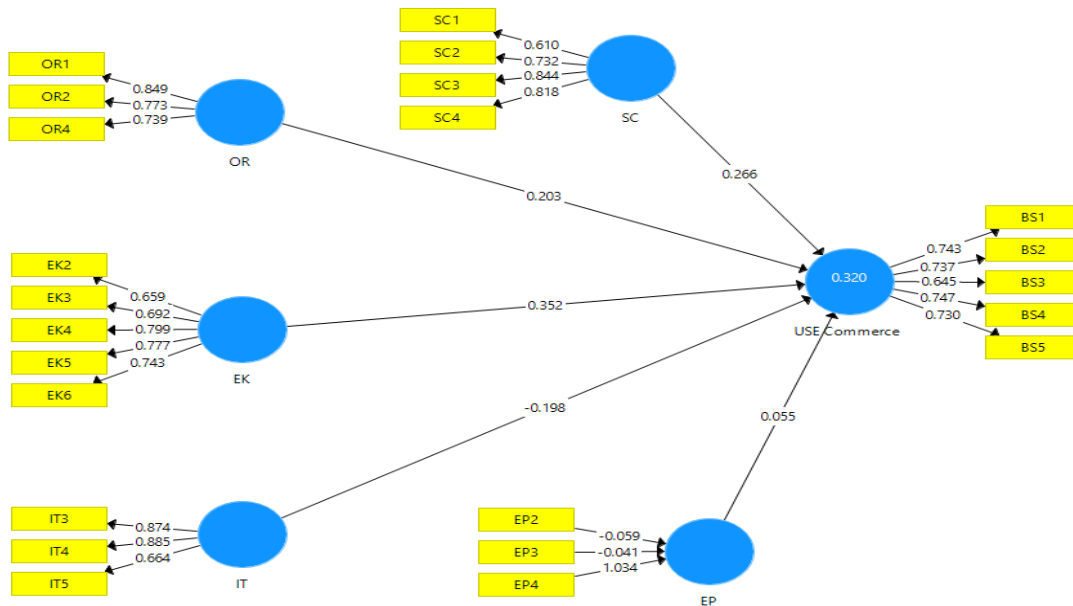 SC1
SC2
SC3
SC4
0.610
0.732
0.844
0.818
SC
OR1
OR2
OR4
0.849
0.773
0.739
OR
0.203
0.266
EK2
EK3
EK4
EK5
EK6
0.659
0.692
0.799
0.777
0.743
EK
0.352
0.320
USE Commerce
0.743
0.737
0.645
0.747
0.730
BS1
BS2
BS3
BS4
BS5
-0.198
0.055
IT3
IT4
IT5
0.874
0.885
0.664
IT
EP2
EP3
EP4
-0.059
-0.041
1.034
EP